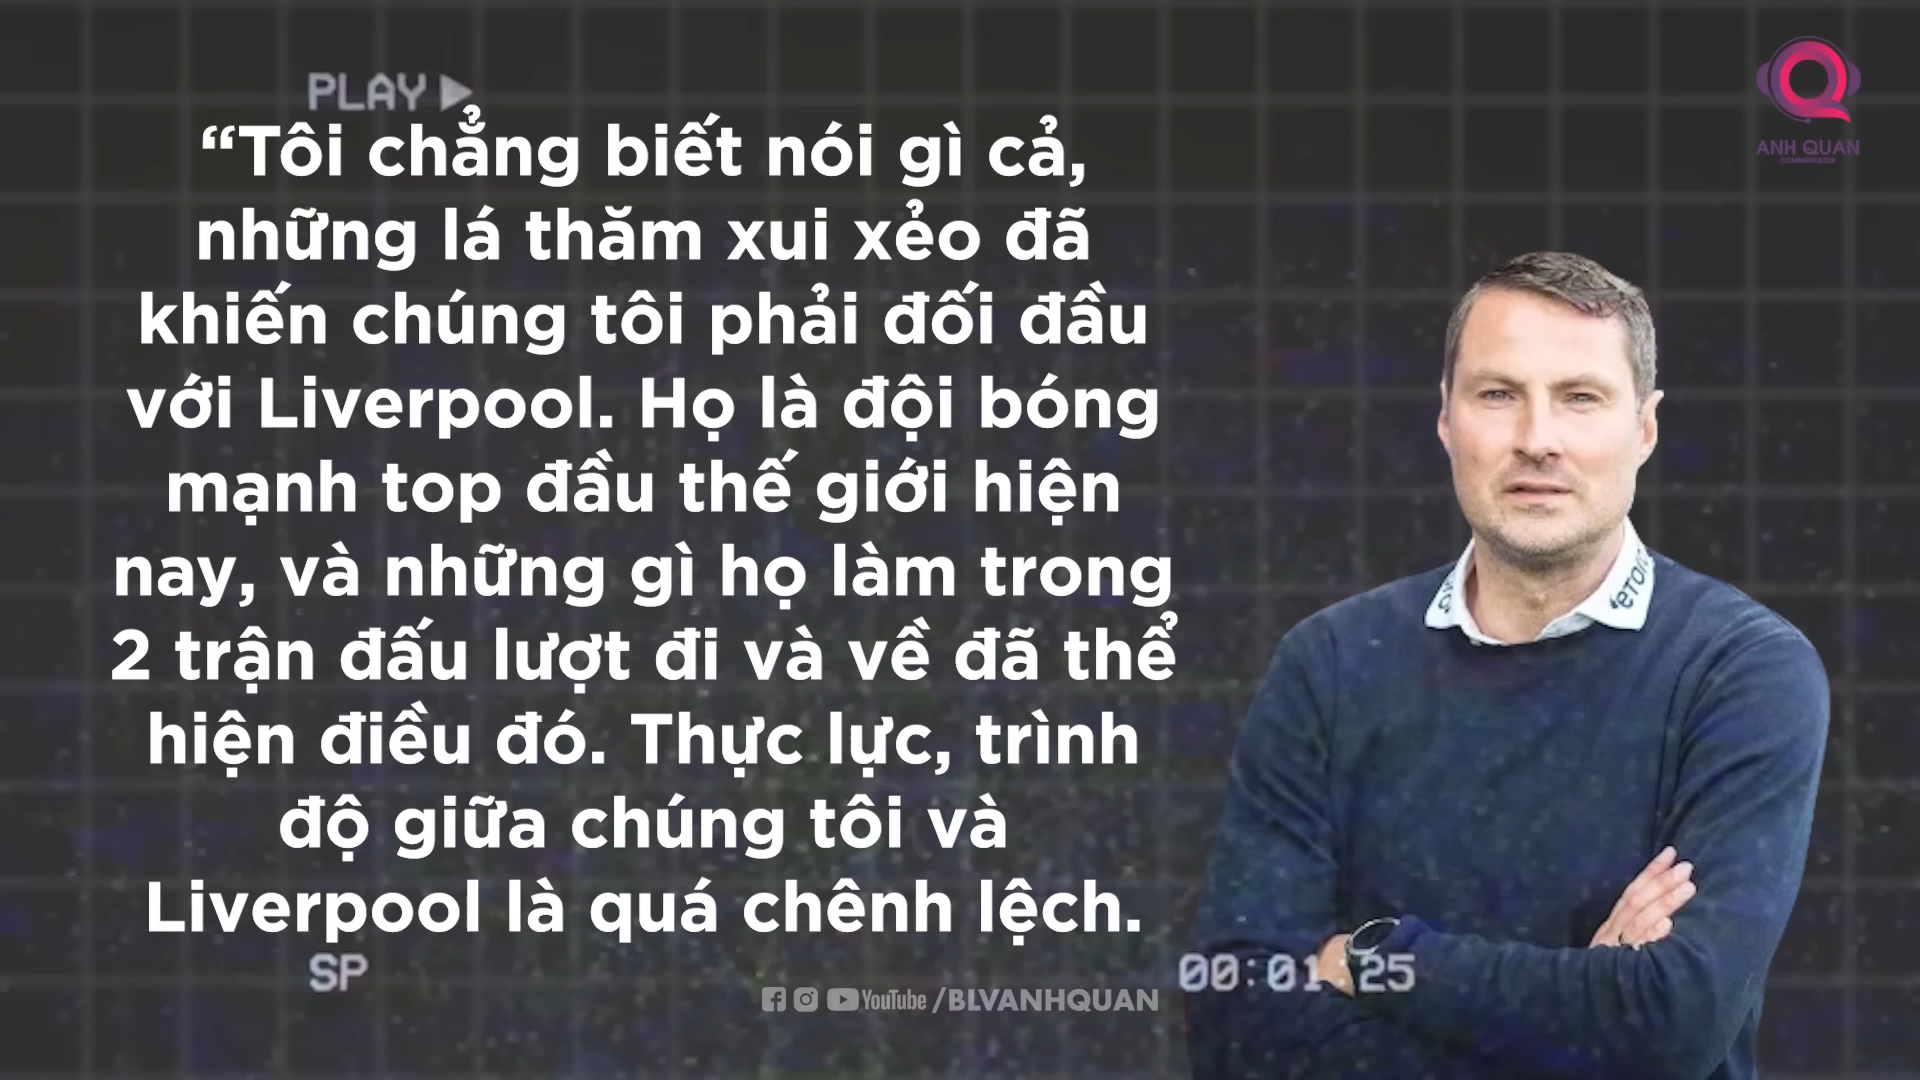 PLAY
ANH QUAN
COMMENTATOR
“Tôi chẳng biết nói gì cả,
những lá thăm xui xẻo đã
khiến chúng tôi phải đối đầu
với Liverpool. Họ là đội bóng
mạnh top đầu thế giới hiện
nay, và những gì họ làm trong
2 trận đấu lượt đi và về đã thể
hiện điều đó. Thực lực, trình
độ giữa chúng tôi và
Liverpool là quá chênh lệch.
eTORO
SP
00:01:25
YouTube /BLVANHQUAN